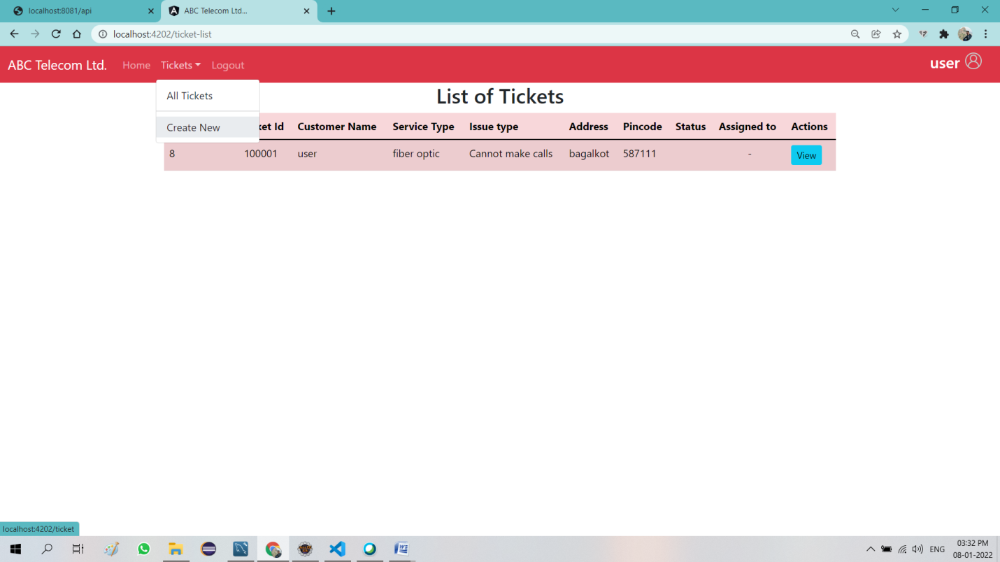 localhost:8081/api
ABC Telecom Ltd...
localhost:4202/ticket-list
ABC Telecom Ltd. Home Tickets Logout user
All Tickets
Create New
List of Tickets
Id Customer Name Service Type Issue type Address Pincode Status Assigned to Actions
8 100001 user fiber optic Cannot make calls bagalkot 587111 - View
localhost:4202/ticket
ENG
03:32 PM
08-01-2022